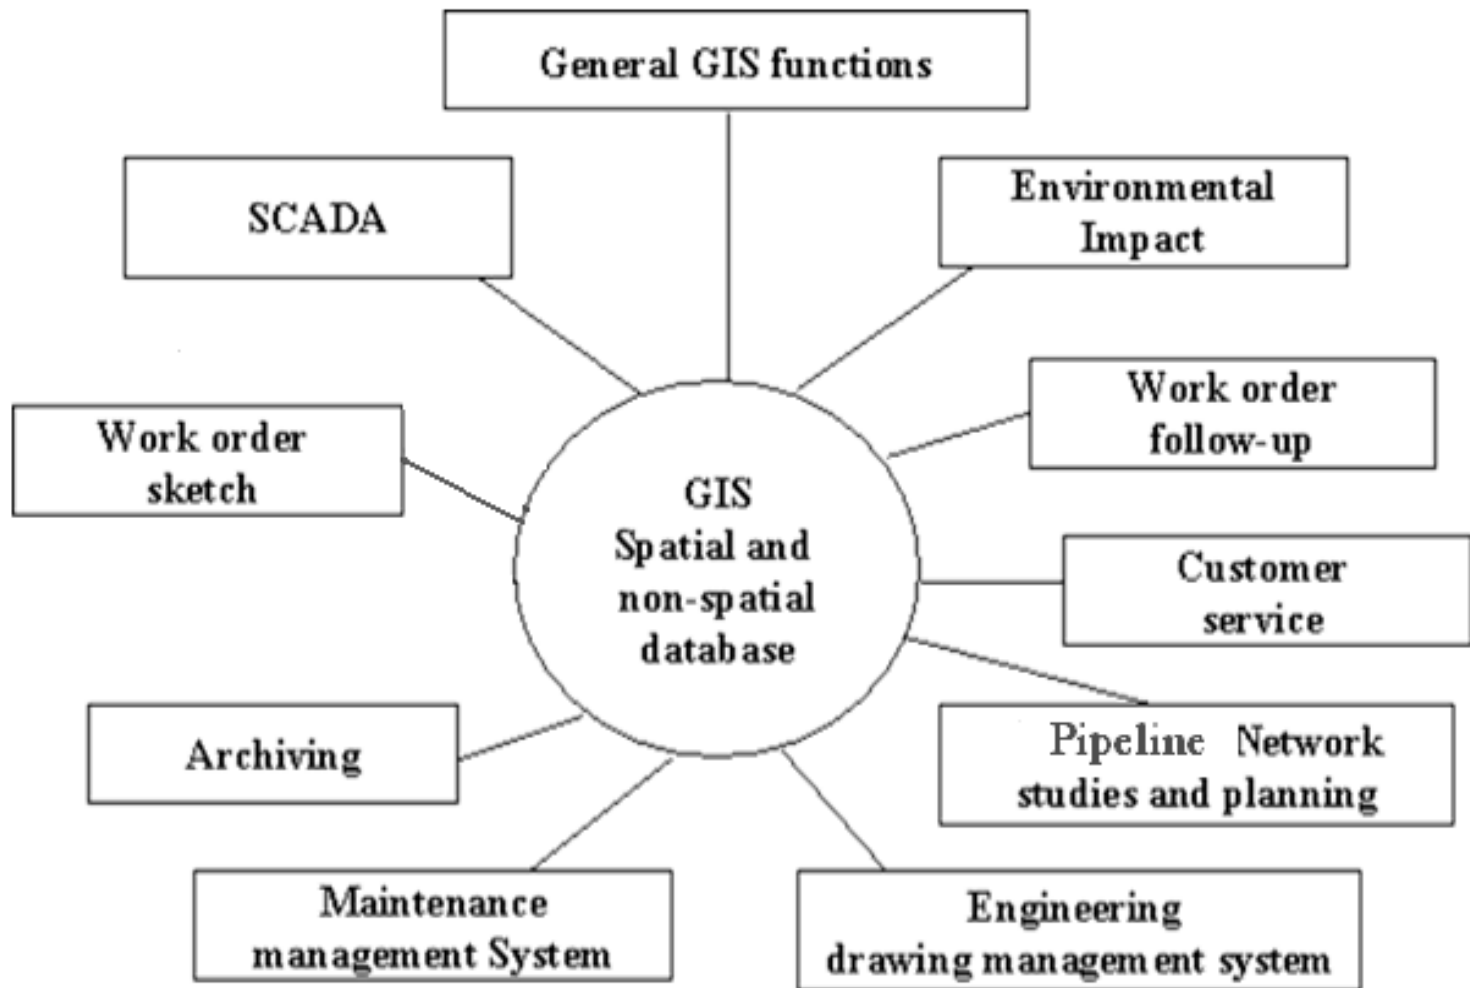 General GIS functions
SCADA
Environmental
Impact
Work order
follow-up
Work order
sketch
GIS
Spatial and
non-spatial
database
Customer
service
Archiving
Pipeline Network
studies and planning
Maintenance
management System
Engineering
drawing management system